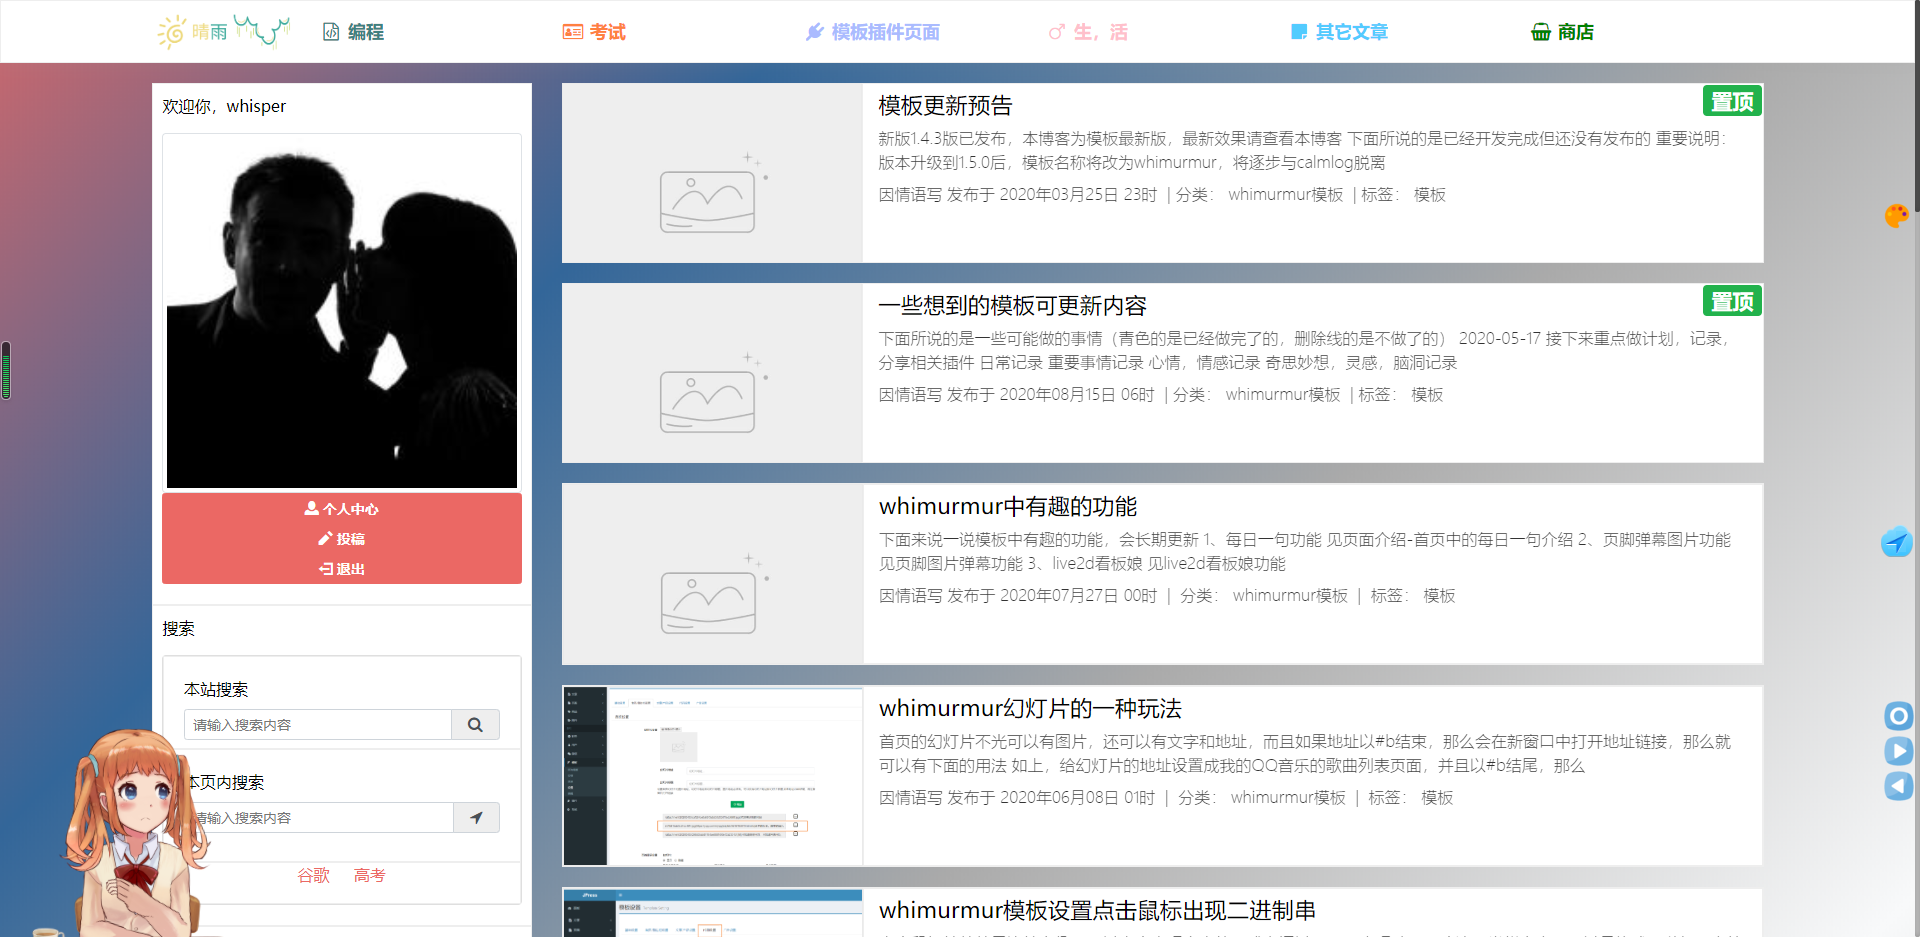 晴雨
编程
考试
模板插件页面
生，活
其它文章
商店
欢迎你，whisper
个人中心
投稿
退出
搜索
本站搜索
请输入搜索内容
本页内搜索
请输入搜索内容
谷歌 高考
模板更新预告
置顶
新版1.4.3版已发布，本博客为模板最新版，最新效果请查看本博客 下面所说的是已经开发完成但还没有发布的 重要说明：
版本升级到1.5.0后，模板名称将改为whimurmur，将逐步与calmlog脱离
因情语写 发布于 2020年03月25日 23时 | 分类： whimurmur模板 | 标签： 模板
一些想到的模板可更新内容
置顶
下面所说的是一些可能做的事情（青色的是已经做完了的，删除线的是不做了的） 2020-05-17 接下来重点做计划，记录，
分享相关插件 日常记录 重要事情记录 心情，情感记录 奇思妙想，灵感，脑洞记录
因情语写 发布于 2020年08月15日 06时 | 分类： whimurmur模板 | 标签： 模板
whimurmur中有趣的功能
下面来说一说模板中有趣的功能，会长期更新 1、每日一句功能 见页面介绍-首页中的每日一句介绍 2、页脚弹幕图片功能
见页脚图片弹幕功能 3、live2d看板娘 见live2d看板娘功能
因情语写 发布于 2020年07月27日 00时 | 分类： whimurmur模板 | 标签： 模板
whimurmur幻灯片的一种玩法
首页的幻灯片不光可以有图片，还可以有文字和地址，而且如果地址以#b结束，那么会在新窗口中打开地址链接，那么就
可以有下面的用法 如上，给幻灯片的地址设置成我的QQ音乐的歌曲列表页面，并且以#b结尾，那么
因情语写 发布于 2020年06月08日 01时 | 分类： whimurmur模板 | 标签： 模板
whimurmur模板设置点击鼠标出现二进制串